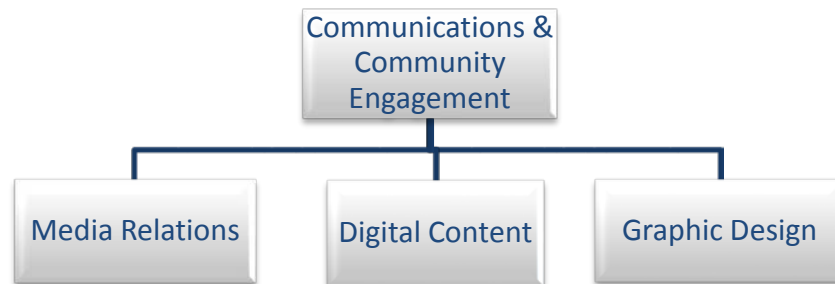 Communications &
Community
Engagement
Media Relations
Digital Content
Graphic Design